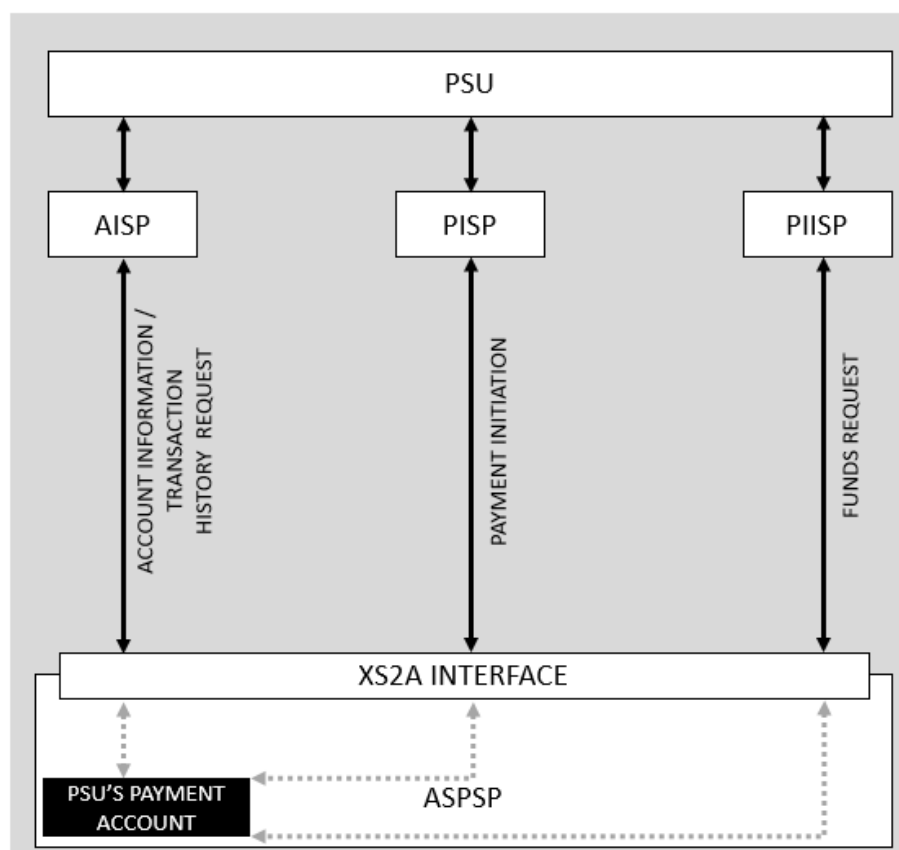 PSU
AISP
PISP
PIISP
ACCOUNT INFORMATION /
TRANSACTION
HISTORY REQUEST
PAYMENT INITIATION
FUNDS REQUEST
XS2A INTERFACE
PSU'S PAYMENT
ACCOUNT
ASPSP